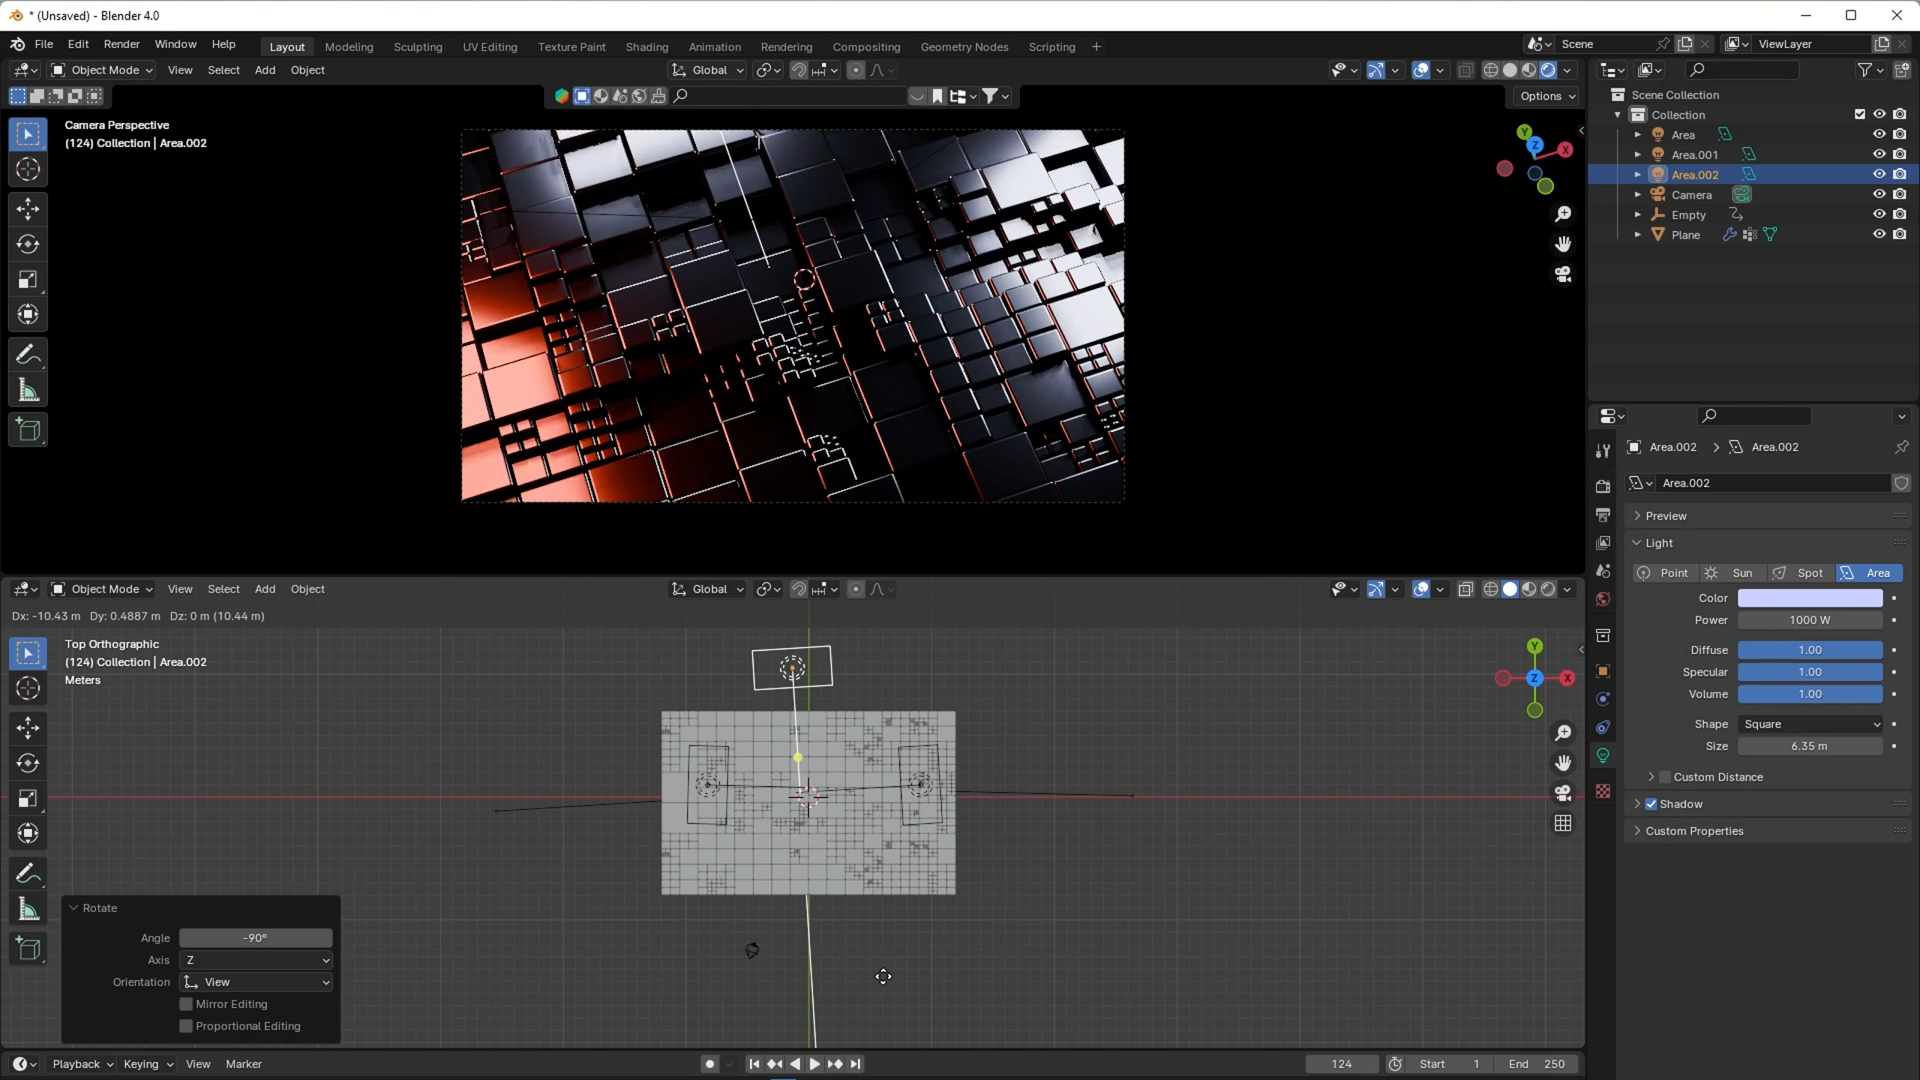 * (Unsaved) - Blender 4.0
File Edit Render Window Help
Layout Modeling Sculpting UV Editing Texture Paint Shading Animation Rendering Compositing Geometry Nodes Scripting +
Scene
ViewLayer
Object Mode View Select Add Object
Global
Options
Camera Perspective
(124) Collection | Area.002
Y
Z
X
Scene Collection
Collection
Area
Area.001
Area.002
Camera
Empty
Plane
Area.002 > Area.002
Area.002
Preview
Light
Point Sun Spot Area
Color
Power 1000 W
Diffuse 1.00
Specular 1.00
Volume 1.00
Shape Square
Size 6.35 m
Custom Distance
Shadow
Custom Properties
Object Mode View Select Add Object
Global
Dx: -10.43 m Dy: 0.4887 m Dz: 0 m (10.44 m)
Top Orthographic
(124) Collection | Area.002
Meters
Y
Z
X
Rotate
Angle -90°
Axis Z
Orientation View
Mirror Editing
Proportional Editing
Playback Keying View Marker
124
Start 1
End 250